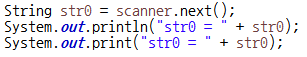 String str0 = scanner.next();
System.out.println("str0 = " + str0);
System.out.print("str0 = " + str0);